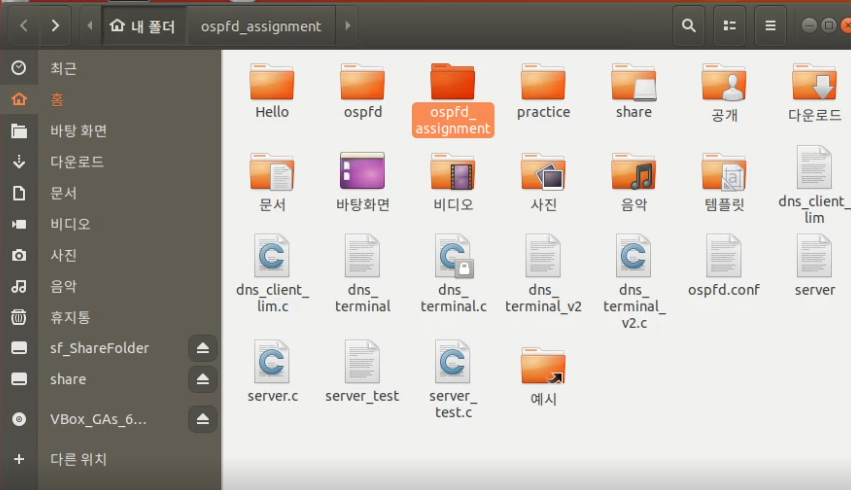 내 폴더
ospfd_assignment
최근
홈
바탕 화면
다운로드
문서
비디오
사진
음악
휴지통
sf_ShareFolder
share
VBox_GAs_6...
다른 위치
Hello
ospfd
ospfd_
assignment
practice
share
공개
다운로드
문서
바탕화면
비디오
사진
음악
템플릿
dns_client_
lim
dns_client_
lim.c
dns_
terminal
dns_
terminal.c
dns_
terminal_v2
dns_
terminal_
v2.c
ospfd.conf
server
server.c
server_test
server_
test.c
예시